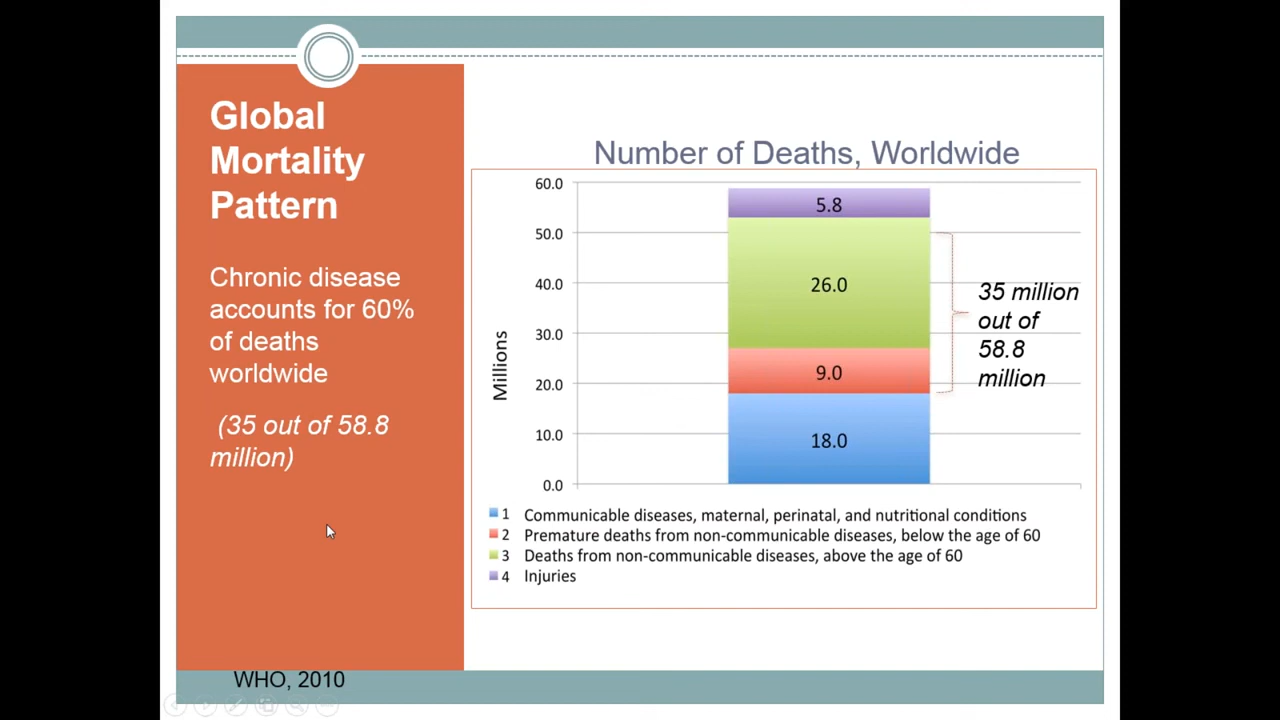 Global
Mortality
Pattern
Chronic disease
accounts for 60%
of deaths
worldwide
(35 out of 58.8
million)
Number of Deaths, Worldwide
60.0
50.0
40.0
30.0
20.0
10.0
0.0
Millions
5.8
26.0
9.0
18.0
35 million
out of
58.8
million
1 Communicable diseases, maternal, perinatal, and nutritional conditions
2 Premature deaths from non-communicable diseases, below the age of 60
3 Deaths from non-communicable diseases, above the age of 60
4 Injuries
WHO, 2010